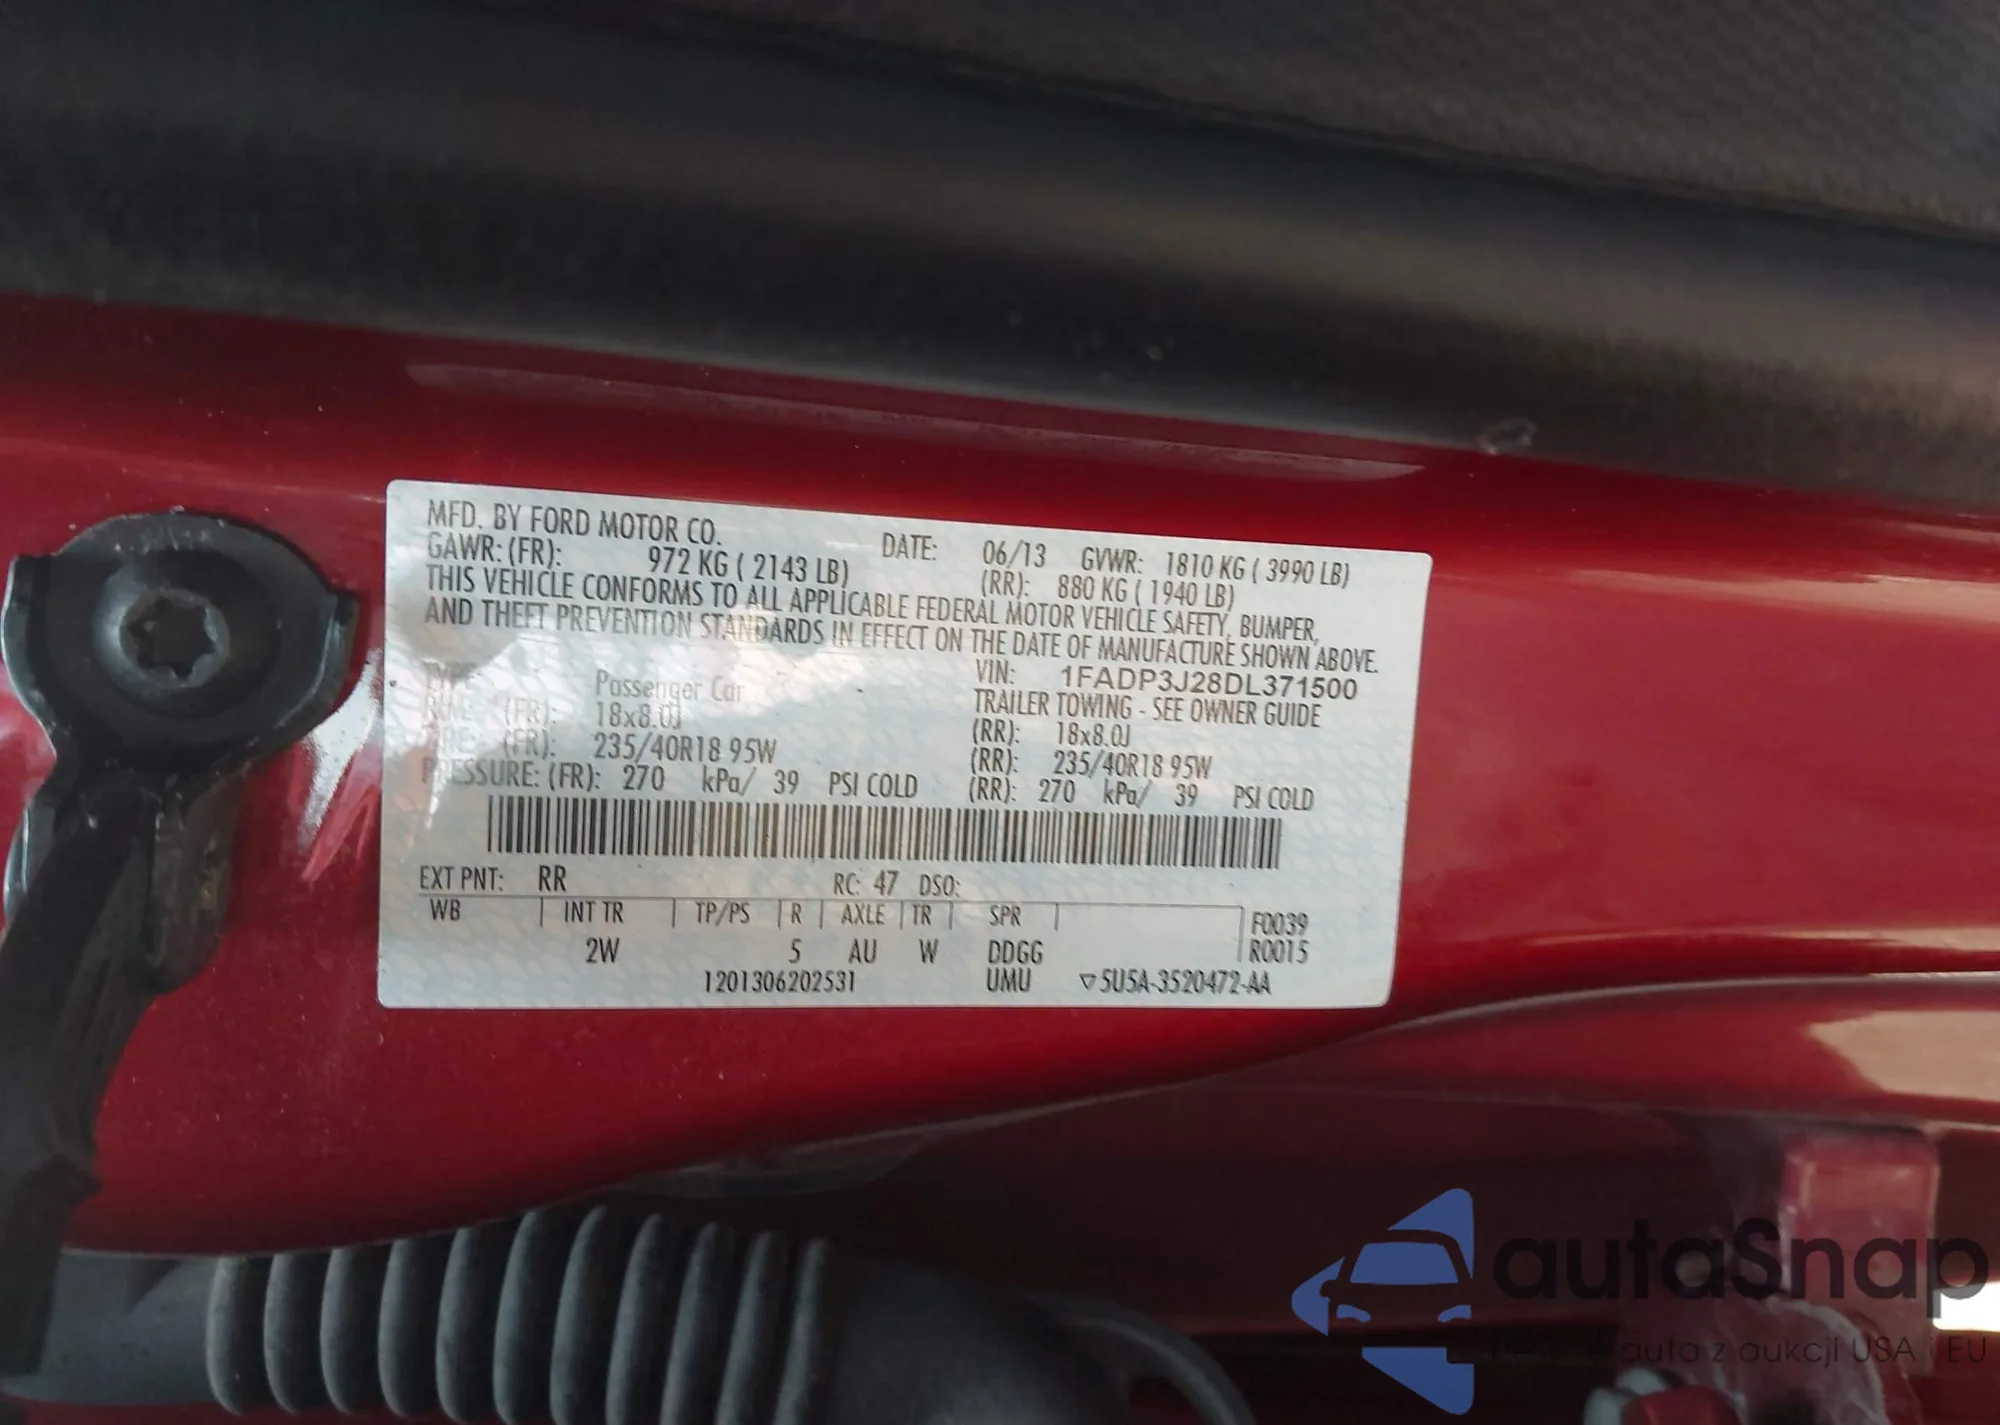 MFD. BY FORD MOTOR CO. DATE: 06/13 GVWR: 1810 KG ( 3990 LB)
GAWR: (FR): 972 KG ( 2143 LB) (RR): 880 KG ( 1940 LB)
THIS VEHICLE CONFORMS TO ALL APPLICABLE FEDERAL MOTOR VEHICLE SAFETY, BUMPER,
AND THEFT PREVENTION STANDARDS IN EFFECT ON THE DATE OF MANUFACTURE SHOWN ABOVE.
VIN: 1FADP3J28DL371500
TYPE: Passenger Car TRAILER TOWING - SEE OWNER GUIDE
(FR): 18x8.0J (RR): 18x8.0J
(FR): 235/40R18 95W (RR): 235/40R18 95W
PRESSURE: (FR): 270 kPa/ 39 PSI COLD (RR): 270 kPa/ 39 PSI COLD
EXT PNT: RR RC: 47 DSO:
WB INT TR TP/PS R AXLE TR SPR F0039
2W 5 AU W DDGG R0015
1201306202531 UMU ▽5U5A-3520472-AA
autaSnap
auta z aukcji USA i EU